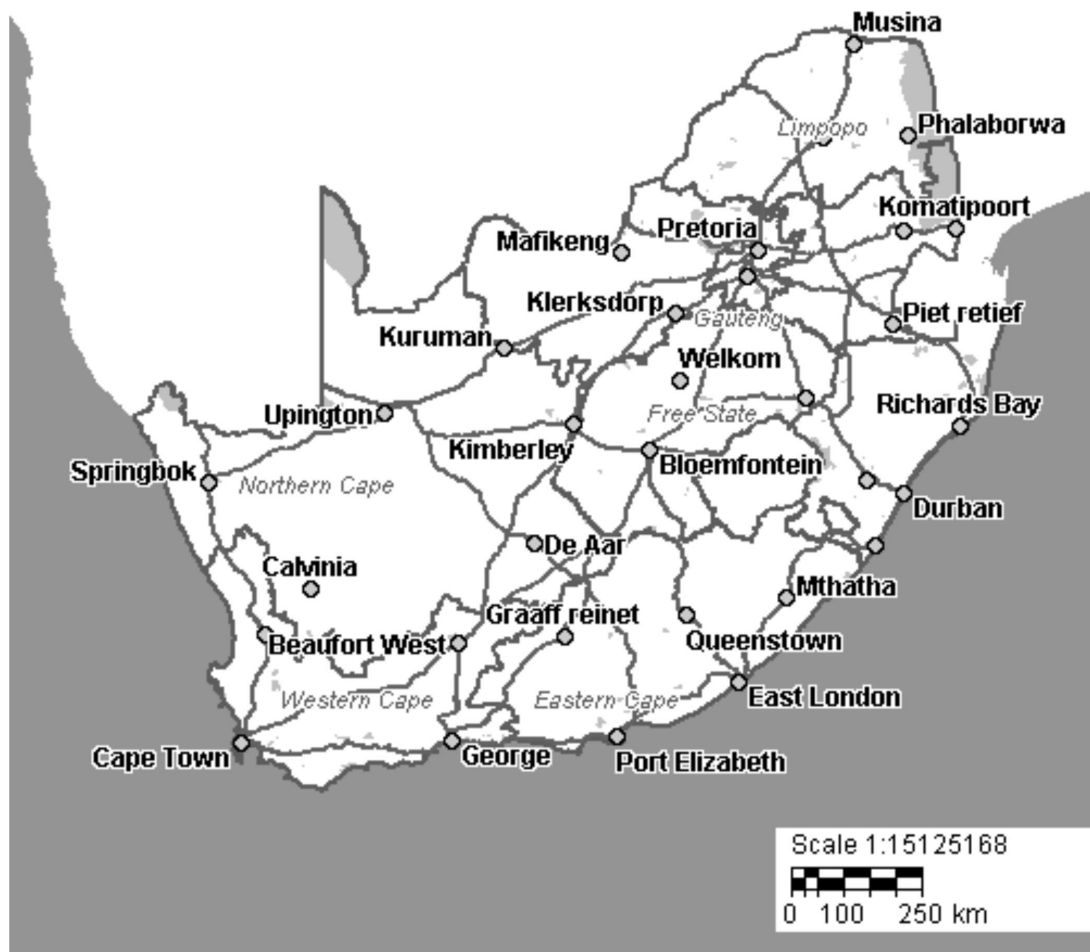 Musina
Limpopo
Phalaborwa
Komatipoort
Pretoria
Mafikeng
Klerksdorp
Gauteng
Piet retief
Kuruman
Welkom
Upington
Free State
Richards Bay
Kimberley
Springbok
Northern Cape
Bloemfontein
Durban
De Aar
Calvinia
Mthatha
Graaff reinet
Beaufort West
Queenstown
Western Cape
Eastern Cape
East London
Cape Town
George
Port Elizabeth
Scale 1:15125168
0 100 250 km